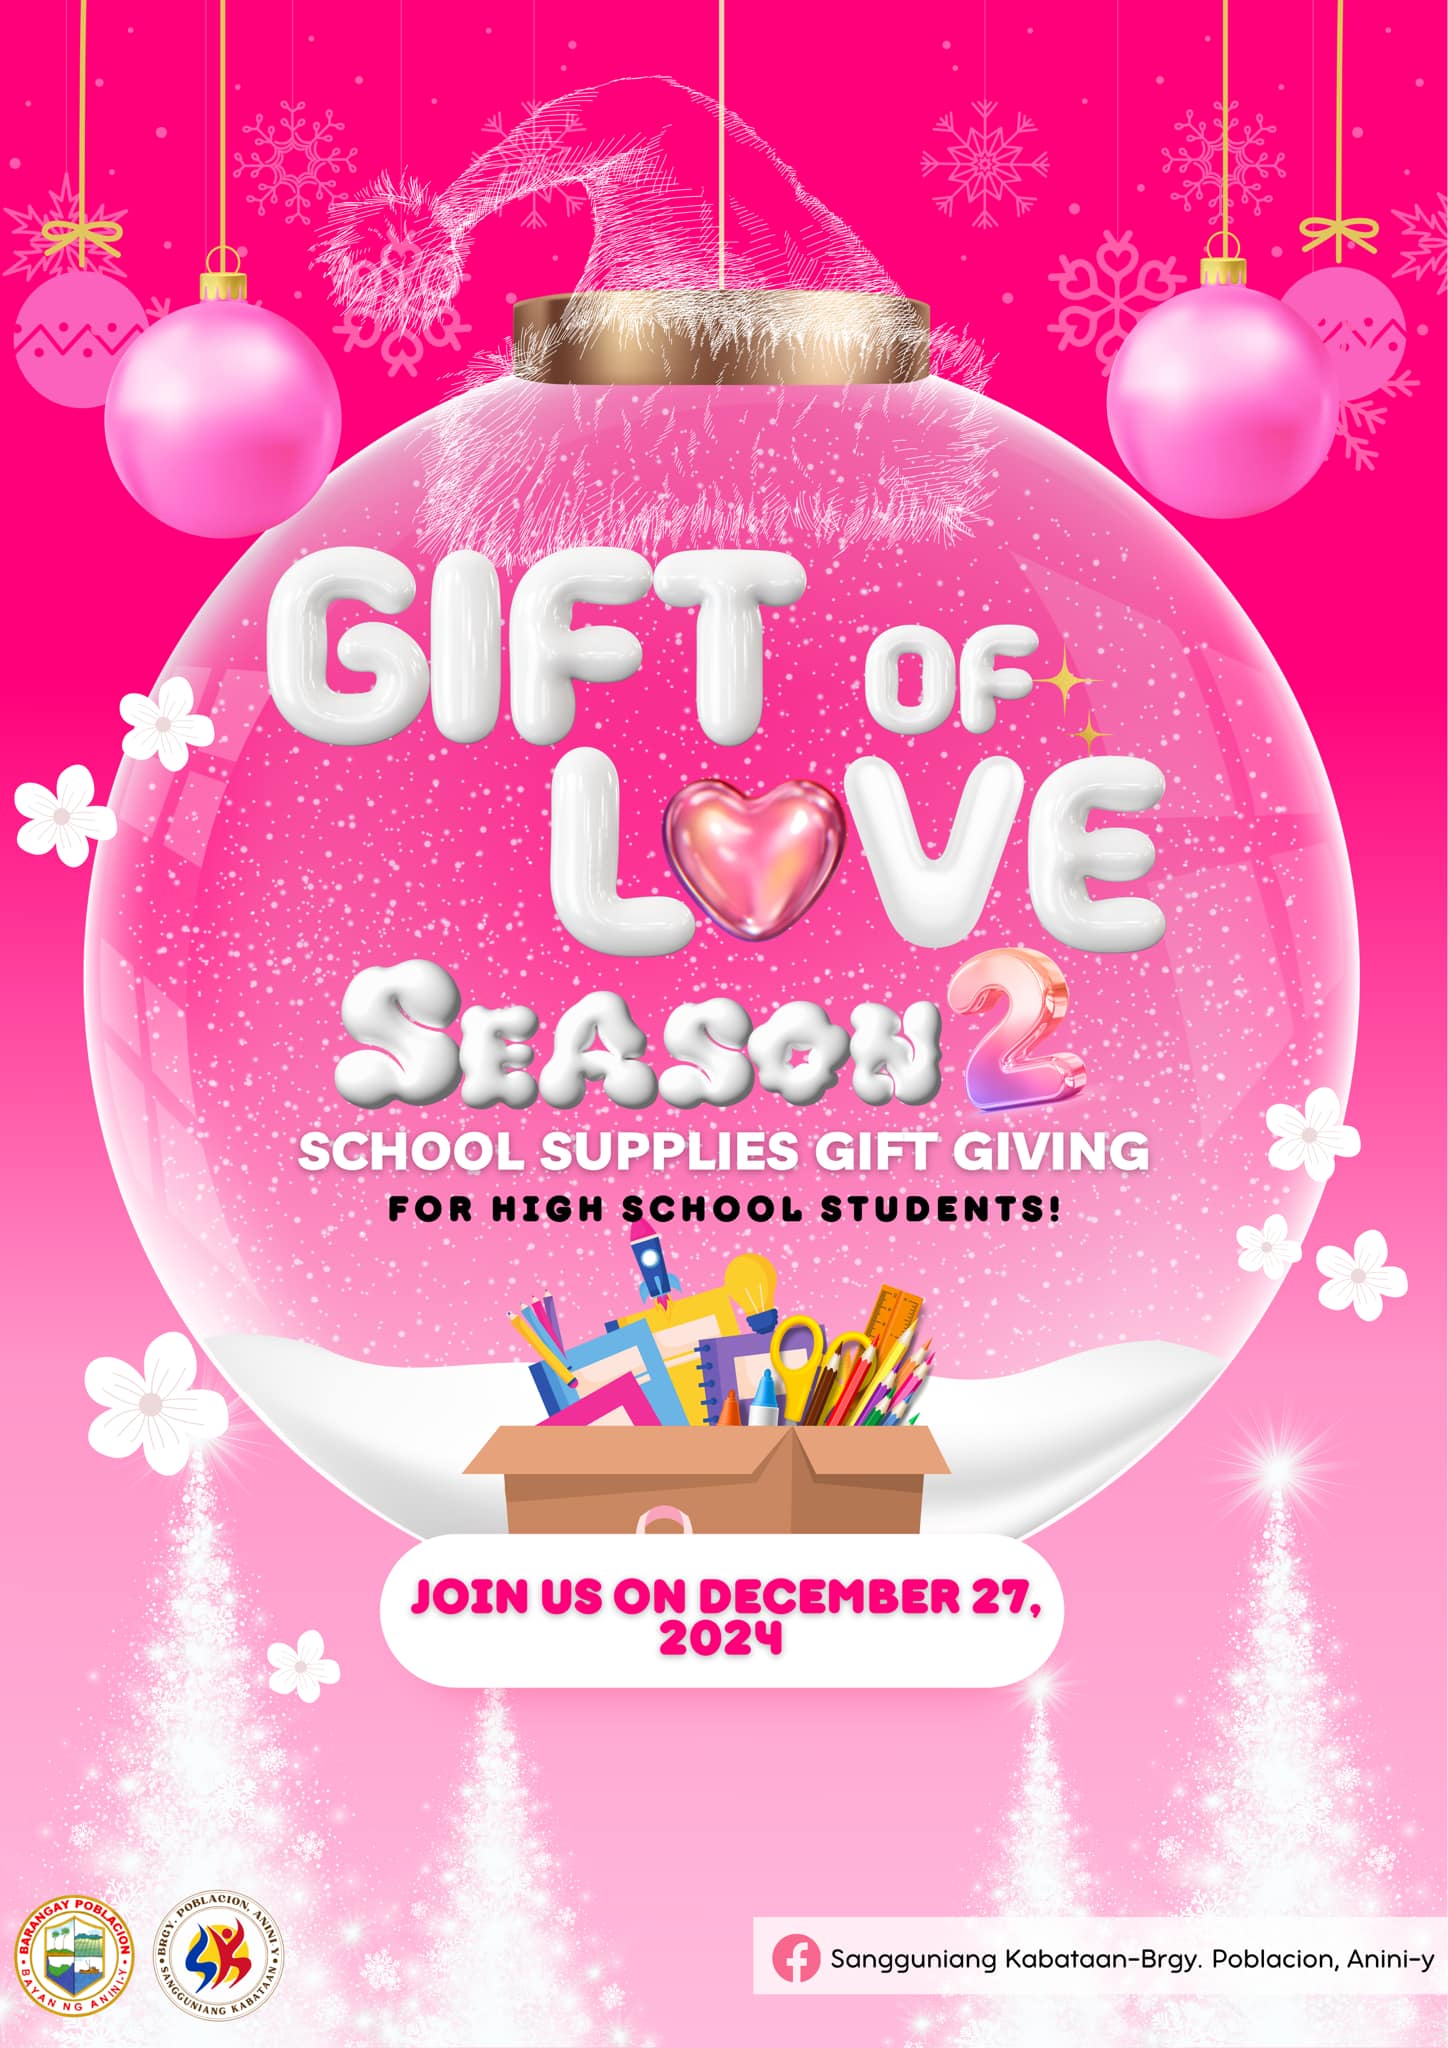 GIFT OF
LOVE
SEASON 2
SCHOOL SUPPLIES GIFT GIVING
FOR HIGH SCHOOL STUDENTS!
JOIN US ON DECEMBER 27,
2024
BARANGAY POBLACION
BAYAN NG ANINI-Y
BRGY. POBLACION, ANINI-Y
SANGGUNIANG KABATAAN
Sangguniang Kabataan-Brgy. Poblacion, Anini-y